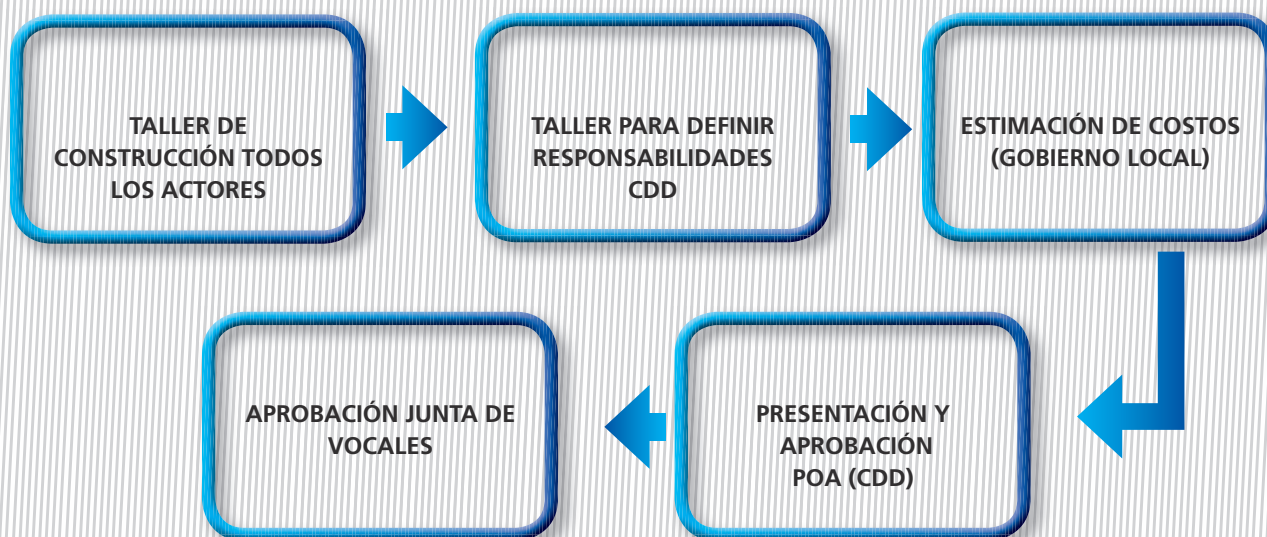 TALLER DE
CONSTRUCCIÓN TODOS
LOS ACTORES
TALLER PARA DEFINIR
RESPONSABILIDADES
CDD
ESTIMACIÓN DE COSTOS
(GOBIERNO LOCAL)
PRESENTACIÓN Y
APROBACIÓN
POA (CDD)
APROBACIÓN JUNTA DE
VOCALES